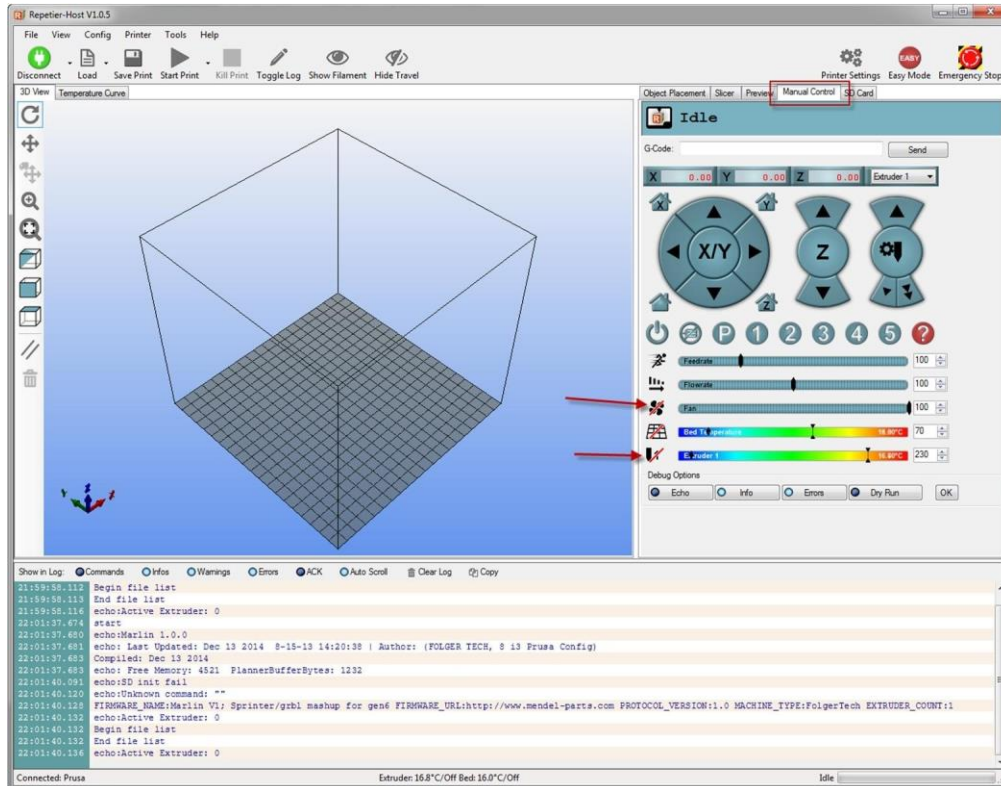 Repetier-Host V1.0.5
File View Config Printer Tools Help
Disconnect Load Save Print Start Print Kill Print Toggle Log Show Filament Hide Travel Printer Settings Easy Mode Emergency Stop
EASY
3D View Temperature Curve Object Placement Slicer Preview Manual Control SD Card
Idle
G-Code: Send
X 0.00 Y 0.00 Z 0.00 Extruder 1
X Y
X/Y Z
Z
P 1 2 3 4 5 ?
Feedrate 100
Flowrate 100
Fan 100
Bed Temperature 16.90°C 70
Extruder 1 16.80°C 230
Debug Options
Echo Info Errors Dry Run OK
Show in Log: Commands Infos Warnings Errors ACK Auto Scroll Clear Log Copy
21:59:58.112 Begin file list
21:59:58.113 End file list
21:59:58.116 echo:Active Extruder: 0
22:01:37.674 start
22:01:37.680 echo:Marlin 1.0.0
22:01:37.681 echo: Last Updated: Dec 13 2014 8-15-13 14:20:38 | Author: (FOLGER TECH, 8 i3 Prusa Config)
22:01:37.683 Compiled: Dec 13 2014
22:01:37.683 echo: Free Memory: 4521 PlannerBufferBytes: 1232
22:01:40.091 echo:SD init fail
22:01:40.120 echo:Unknown command: ""
22:01:40.128 FIRMWARE_NAME:Marlin V1; Sprinter/grbl mashup for gen6 FIRMWARE_URL:http://www.mendel-parts.com PROTOCOL_VERSION:1.0 MACHINE_TYPE:FolgerTech EXTRUDER_COUNT:1
22:01:40.132 echo:Active Extruder: 0
22:01:40.132 Begin file list
22:01:40.132 End file list
22:01:40.136 echo:Active Extruder: 0
Connected: Prusa Extruder: 16.8°C/Off Bed: 16.0°C/Off Idle